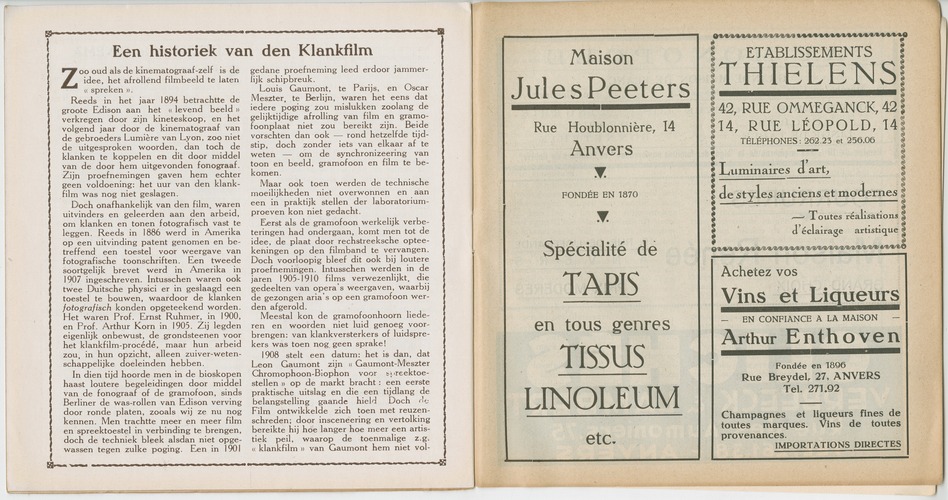 Een historiek van den Klankfilm
Zoo oud als de kinematograaf-zelf is de
idee, het afrollend filmbeeld te laten
« spreken ».
Reeds in het jaar 1894 betrachtte de
groote Edison aan het « levend beeld »
verkregen door zijn kineteskoop, en het
volgend jaar door de kinematograaf van
de gebroeders Lumière van Lyon, zoo niet
de uitgesproken woorden, dan toch de
klanken te koppelen en dit door middel
van de door hem uitgevonden fonograaf.
Zijn proefnemingen gaven hem echter
geen voldoening: het uur van den klank-
film was nog niet geslagen.
Doch onafhankelijk van den film, waren
uitvinders en geleerden aan den arbeid,
om klanken en tonen fotografisch vast te
leggen. Reeds in 1886 werd in Amerika
op een uitvinding patent genomen en be-
treffend een toestel voor weergave van
fotografische toonschriften. Een tweede
soortgelijk brevet werd in Amerika in
1907 ingeschreven. Intusschen waren ook
twee Duitsche physici er in geslaagd een
toestel te bouwen, waardoor de klanken
fotografisch konden opgeteekend worden.
Het waren Prof. Ernst Ruhmer, in 1900,
en Prof. Arthur Korn in 1905. Zij legden
eigenlijk onbewust, de grondsteenen voor
het klankfilm-procédé, maar hun arbeid
zou, in hun opzicht, alleen zuiver-weten-
schappelijke doeleinden hebben.
In dien tijd hoorde men in de bioskopen
haast loutere begeleidingen door middel
van de fonograaf of de gramofoon, sinds
Berliner de was-rollen van Edison verving
door ronde platen, zooals wij ze nu nog
kennen. Men trachtte meer en meer film
en spreektoestel in verbinding te brengen,
doch de techniek bleek alsdan niet opge-
wassen tegen zulke poging. Een in 1901
gedane proefneming leed erdoor jammer-
lijk schipbreuk.
Louis Gaumont, te Parijs, en Oscar
Meszter, te Berlijn, waren het eens dat
iedere poging zou mislukken zoolang de
gelijktijdige afrolling van film en gramo-
foonplaat niet zou bereikt zijn. Beide
vorschten dan ook — rond hetzelfde tijd-
stip, doch zonder iets van elkaar af te
weten — om de synchronizeering van
toon en beeld, gramofoon en film te be-
komen.
Maar ook toen werden de technische
moeilijkheden niet overwonnen en aan
een in praktijk stellen der laboratorium-
proeven kon niet gedacht.
Eerst als de gramofoon werkelijk verbe-
teringen had ondergaan, komt men tot de
idee, de plaat door rechstreeksche optee-
keningen op den filmband te vervangen.
Doch voorloopig bleef dit ook bij loutere
proefnemingen. Intusschen werden in de
jaren 1905-1910 films verwezenlijkt, die
gedeelten van opera's weergaven, waarbij
de gezongen aria's op een gramofoon wer-
den afgerold.
Meestal kon de gramofoonhoorn liede-
ren en woorden niet luid genoeg voor-
brengen: van klankversterkers of luidspre-
kers was toen nog geen sprake!
1908 stelt een datum: het is dan, dat
Leon Gaumont zijn « Gaumont-Meszter
Chromophoon-Biophon voor spreektoe-
stellen » op de markt bracht: een eerste
praktische uitslag en die een tijdlang de
belangstelling gaande hield. Doch de
Film ontwikkelde zich toen met reuzen-
schreden; door inscenering en vertolking
bereikte hij hoe langer hoe meer een artis-
tiek peil, waarop de toenmalige z.g.
« klankfilm » van Gaumont hem niet vol-
Maison
Jules Peeters
Rue Houblonnière, 14
Anvers
FONDÉE EN 1870
Spécialité de
TAPIS
en tous genres
TISSUS
LINOLEUM
etc.
ETABLISSEMENTS
THIELENS
42, RUE OMMEGANCK, 42
14, RUE LÉOPOLD, 14
TÉLÉPHONES: 262.23 et 256.06
Luminaires d'art,
de styles anciens et modernes
— Toutes réalisations
d'éclairage artistique
Achetez vos
Vins et Liqueurs
— EN CONFIANCE A LA MAISON —
Arthur Enthoven
Fondée en 1896
Rue Breydel, 27, ANVERS
Tel. 271.92
Champagnes et liqueurs fines de
toutes marques. Vins de toutes
provenances.
IMPORTATIONS DIRECTES